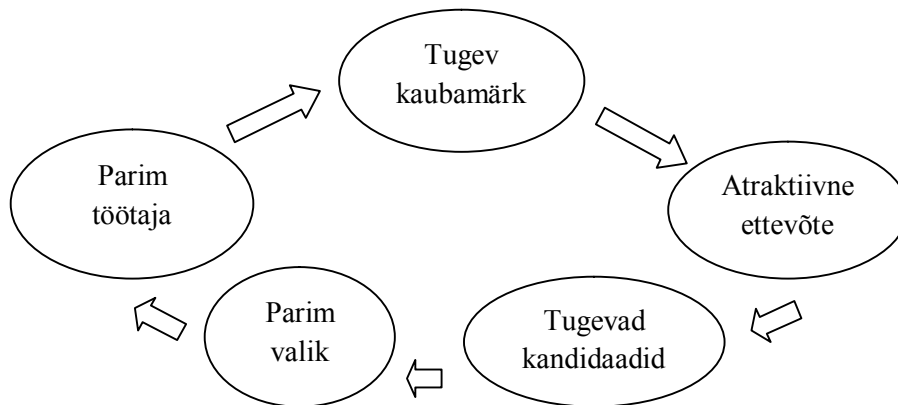 Tugev
kaubamärk
Atraktiivne
ettevõte
Tugevad
kandidaadid
Parim
valik
Parim
töötaja